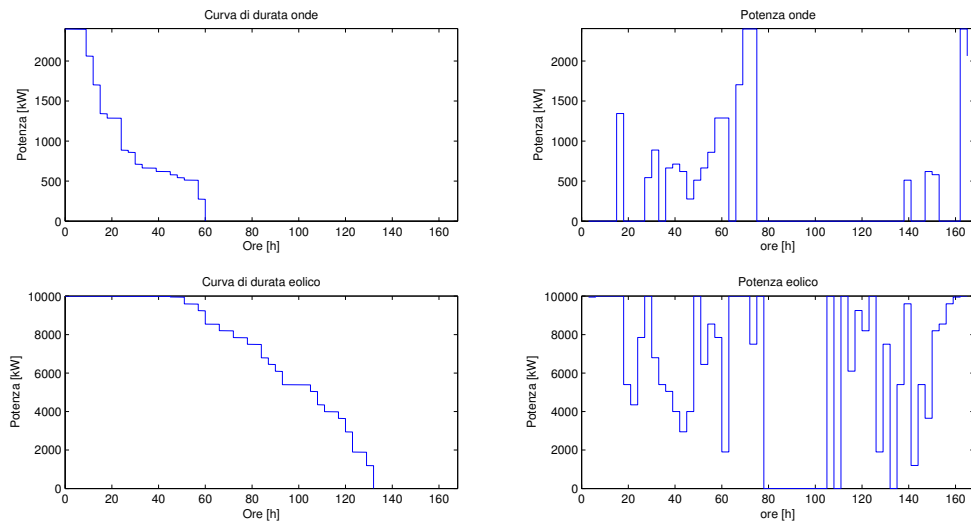 Curva di durata onde
Potenza [kW]
2000
1500
1000
500
0
0 20 40 60 80 100 120 140 160
Ore [h]
Potenza onde
Potenza [kW]
2000
1500
1000
500
0
0 20 40 60 80 100 120 140 160
ore [h]
Curva di durata eolico
Potenza [kW]
10000
8000
6000
4000
2000
0
0 20 40 60 80 100 120 140 160
Ore [h]
Potenza eolico
Potenza [kW]
10000
8000
6000
4000
2000
0
0 20 40 60 80 100 120 140 160
ore [h]